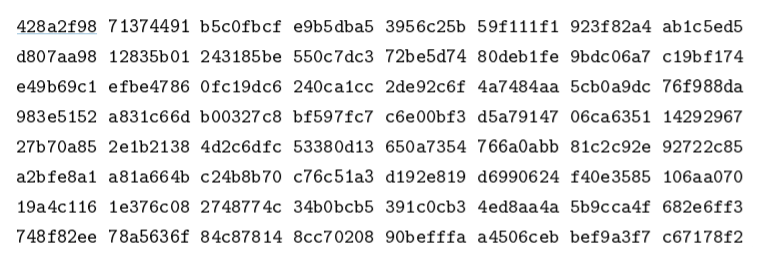 428a2f98 71374491 b5c0fbcf e9b5dba5 3956c25b 59f111f1 923f82a4 ab1c5ed5
d807aa98 12835b01 243185be 550c7dc3 72be5d74 80deb1fe 9bdc06a7 c19bf174
e49b69c1 efbe4786 0fc19dc6 240ca1cc 2de92c6f 4a7484aa 5cb0a9dc 76f988da
983e5152 a831c66d b00327c8 bf597fc7 c6e00bf3 d5a79147 06ca6351 14292967
27b70a85 2e1b2138 4d2c6dfc 53380d13 650a7354 766a0abb 81c2c92e 92722c85
a2bfe8a1 a81a664b c24b8b70 c76c51a3 d192e819 d6990624 f40e3585 106aa070
19a4c116 1e376c08 2748774c 34b0bcb5 391c0cb3 4ed8aa4a 5b9cca4f 682e6ff3
748f82ee 78a5636f 84c87814 8cc70208 90befffa a4506ceb bef9a3f7 c67178f2